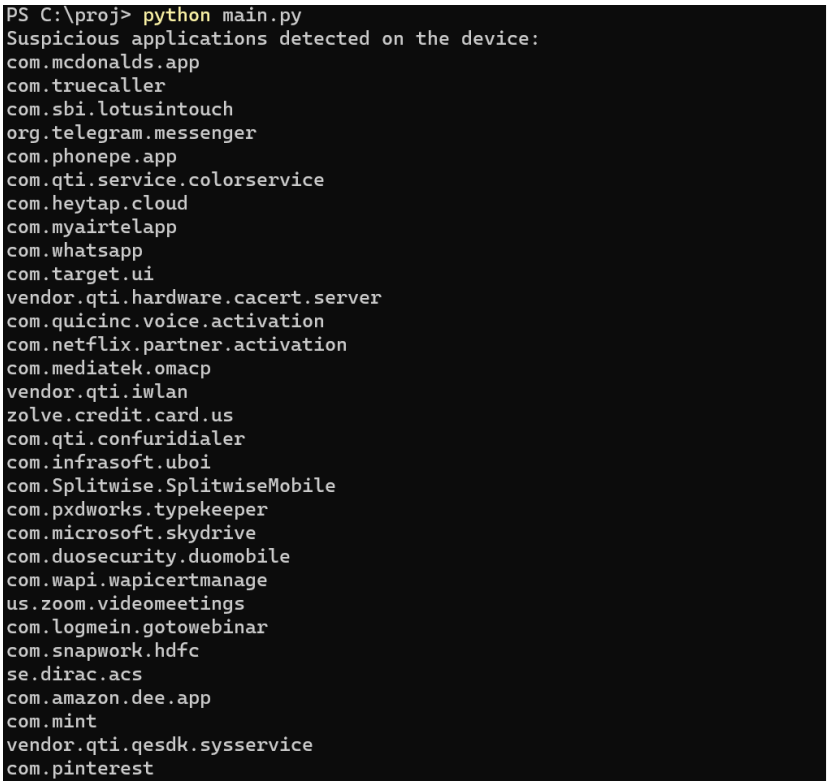 PS C:\proj> python main.py
Suspicious applications detected on the device:
com.mcdonalds.app
com.truecaller
com.sbi.lotusintouch
org.telegram.messenger
com.phonepe.app
com.qti.service.colorservice
com.heytap.cloud
com.myairtelapp
com.whatsapp
com.target.ui
vendor.qti.hardware.cacert.server
com.quicinc.voice.activation
com.netflix.partner.activation
com.mediatek.omacp
vendor.qti.iwlan
zolve.credit.card.us
com.qti.confuridialer
com.infrasoft.uboi
com.Splitwise.SplitwiseMobile
com.pxdworks.typekeeper
com.microsoft.skydrive
com.duosecurity.duomobile
com.wapi.wapicertmanage
us.zoom.videomeetings
com.logmein.gotowebinar
com.snapwork.hdfc
se.dirac.acs
com.amazon.dee.app
com.mint
vendor.qti.qesdk.sysservice
com.pinterest